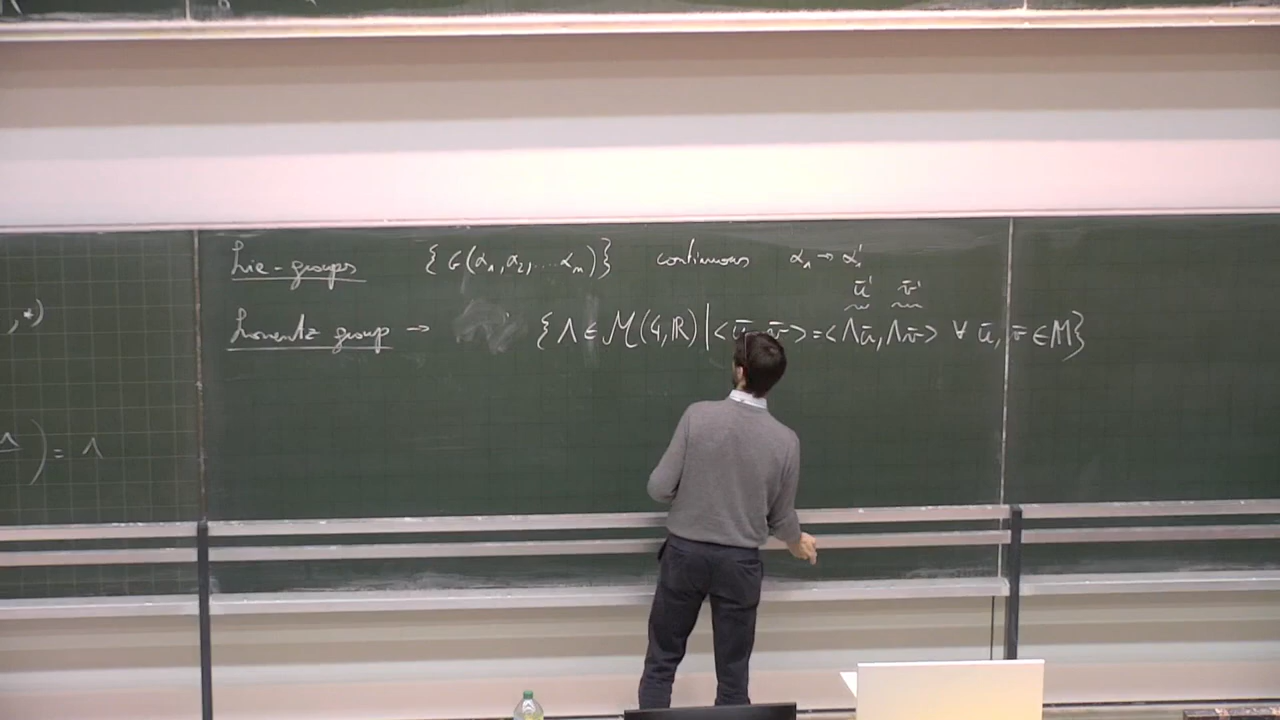 Lie-groups {G(α₁, α₂, .... αₙ)} continuous α₁ → α₁'
ū' v̄'
Lorentz group → {Λ ∈ M(4,ℝ) | <ū, v̄> = <Λū, Λv̄> ∀ ū, v̄ ∈ M}
,*)
) = Λ